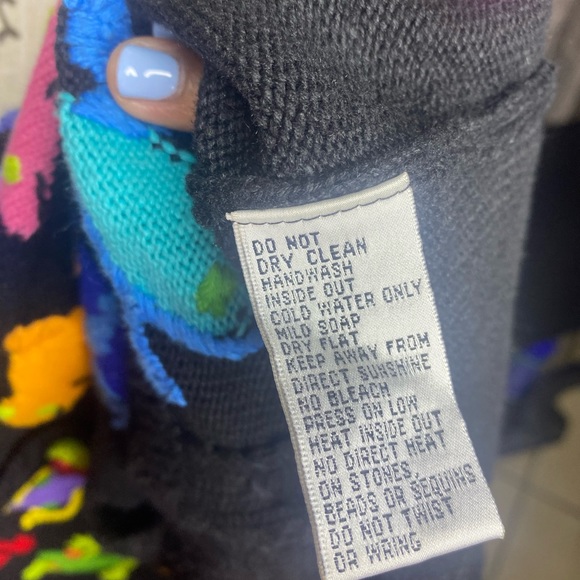 DO NOT
DRY CLEAN
HANDWASH
INSIDE OUT
COLD WATER ONLY
MILD SOAP
DRY FLAT
KEEP AWAY FROM
DIRECT SUNSHINE
NO BLEACH
PRESS ON LOW
HEAT INSIDE OUT
NO DIRECT HEAT
ON STONES,
BEADS OR SEQUINS
DO NOT TWIST
OR WRING